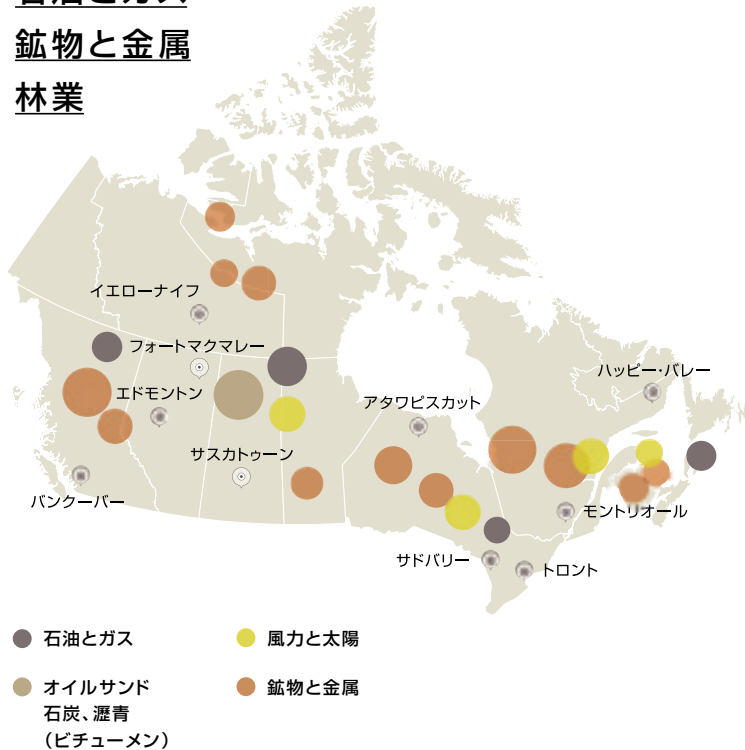 鉱物と金属
林業
イエローナイフ
フォートマクマレー
ハッピー・バレー
エドモントン
アタワピスカット
サスカトゥーン
バンクーバー
モントリオール
サドバリー
トロント
石油とガス
風力と太陽
オイルサンド
石炭、瀝青
（ビチューメン）
鉱物と金属